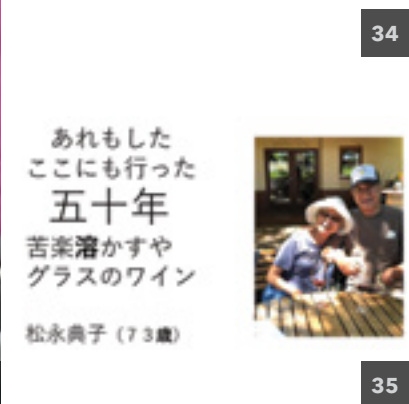 34
あれもした
ここにも行った
五十年
苦楽溶かすや
グラスのワイン
松永典子（７３歳）
35